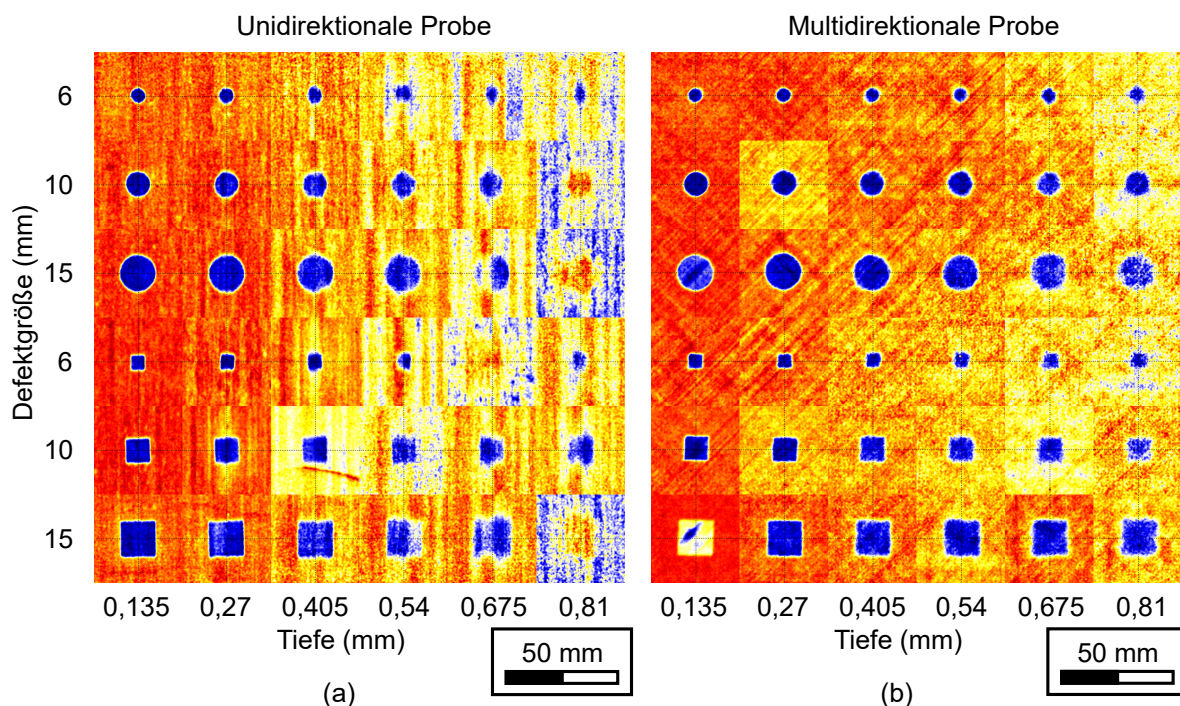 Unidirektionale Probe
Multidirektionale Probe
Defektgröße (mm)
6
10
15
6
10
15
0,135 0,27 0,405 0,54 0,675 0,81
Tiefe (mm)
50 mm
(a)
0,135 0,27 0,405 0,54 0,675 0,81
Tiefe (mm)
50 mm
(b)